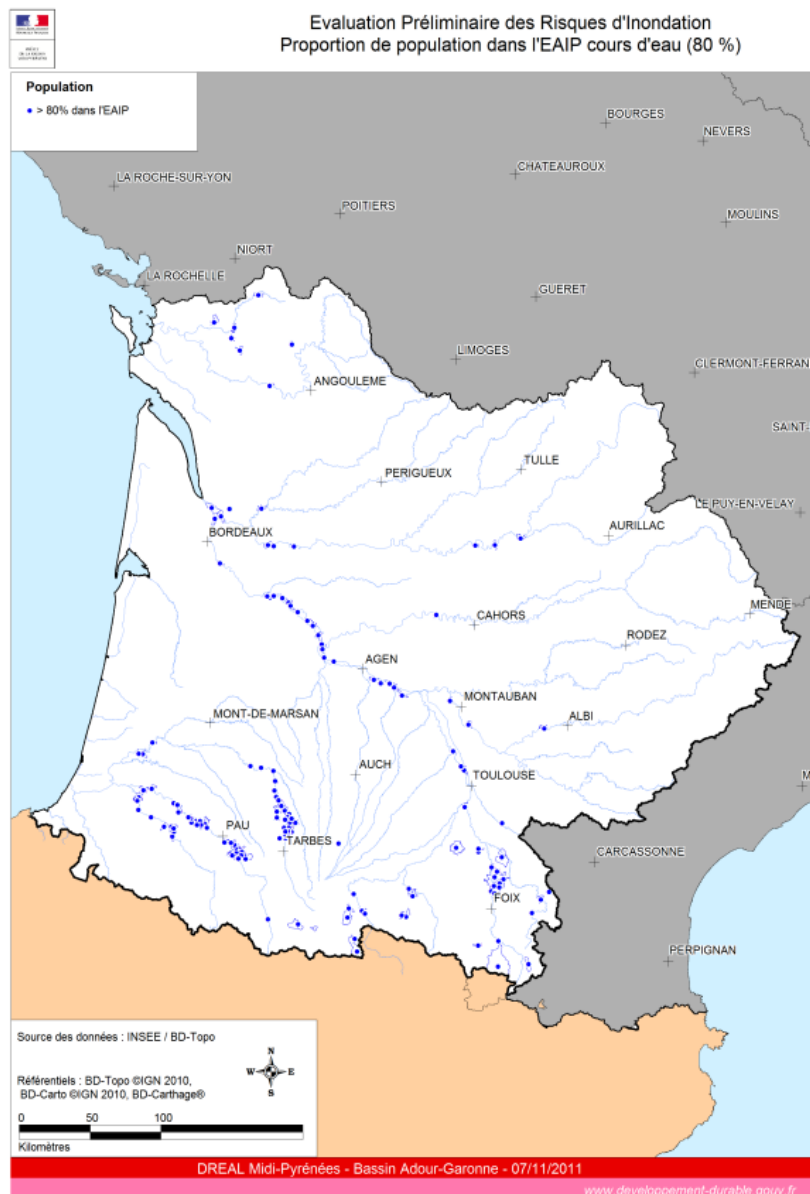 Evaluation Préliminaire des Risques d'Inondation
Proportion de population dans l'EAIP cours d'eau (80 %)
Population
> 80% dans l'EAIP
BOURGES
NEVERS
CHATEAUROUX
LA ROCHE-SUR-YON
POITIERS
MOULINS
NIORT
LA ROCHELLE
GUERET
LIMOGES
CLERMONT-FERRAN
ANGOULEME
SAINT-
TULLE
PERIGUEUX
LE PUY-EN-VELAY
AURILLAC
BORDEAUX
MENDE
CAHORS
RODEZ
AGEN
MONTAUBAN
MONT-DE-MARSAN
ALBI
AUCH
TOULOUSE
M
PAU
TARBES
CARCASSONNE
FOIX
PERPIGNAN
Source des données : INSEE / BD-Topo
N
W E
S
Référentiels : BD-Topo ©IGN 2010,
BD-Carto ©IGN 2010, BD-Carthage®
0 50 100
Kilomètres
DREAL Midi-Pyrénées - Bassin Adour-Garonne - 07/11/2011
www.developpement-durable.gouv.fr